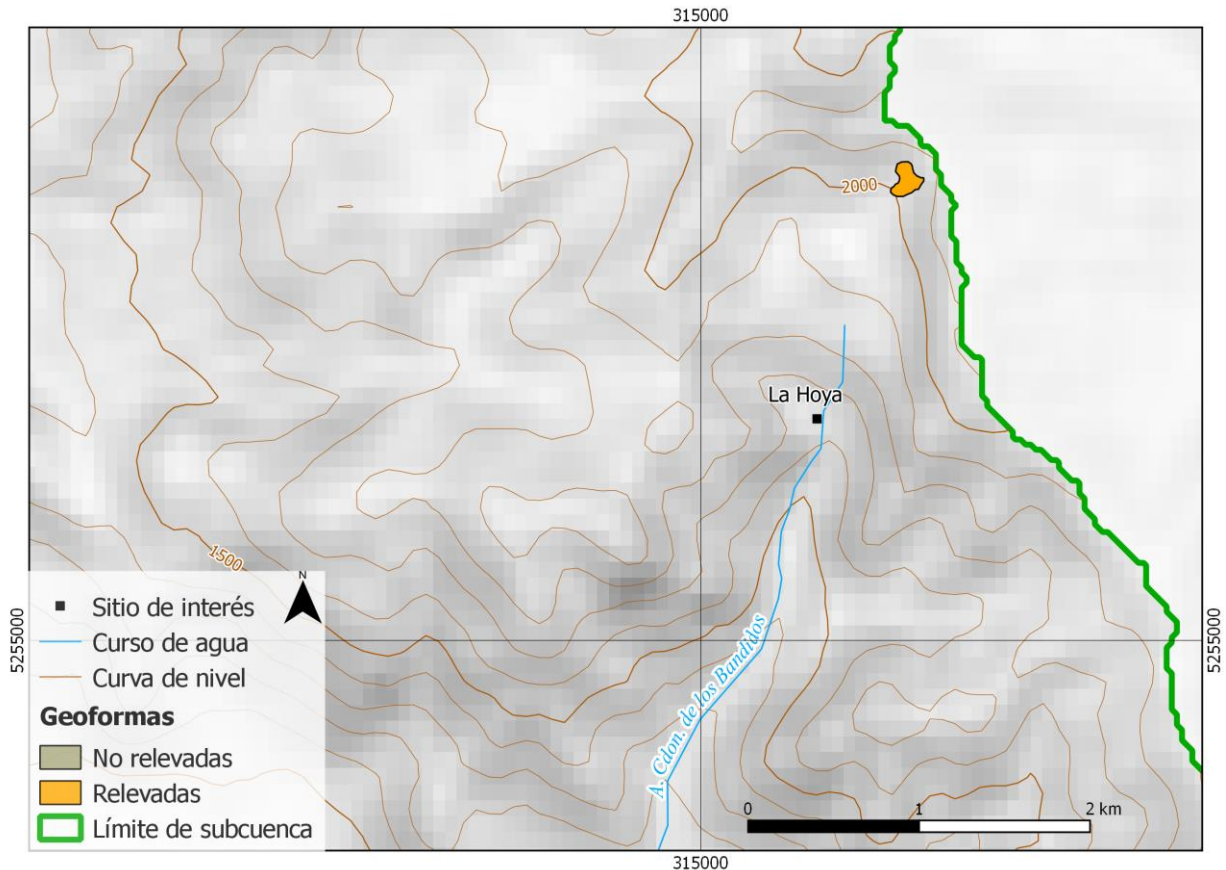 315000
2000
La Hoya
1500
N
Sitio de interés
Curso de agua
Curva de nivel
Geoformas
No relevadas
Relevadas
Límite de subcuenca
5255000
5255000
A. Cdon. de los Bandidos
0 1 2 km
315000